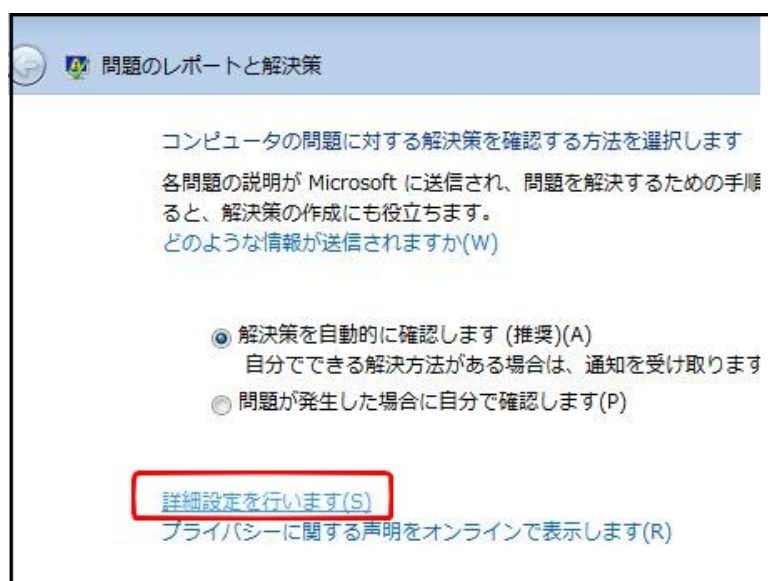 問題のレポートと解決策
コンピュータの問題に対する解決策を確認する方法を選択します
各問題の説明が Microsoft に送信され、問題を解決するための手順
ると、解決策の作成にも役立ちます。
どのような情報が送信されますか(W)
解決策を自動的に確認します (推奨)(A)
自分でできる解決方法がある場合は、通知を受け取ります
問題が発生した場合に自分で確認します(P)
詳細設定を行います(S)
プライバシーに関する声明をオンラインで表示します(R)